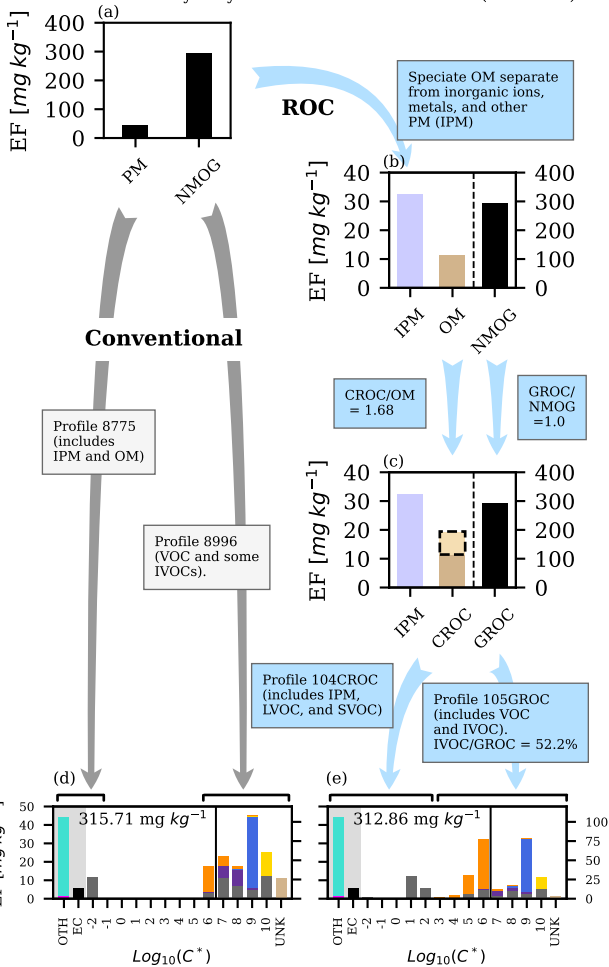 (a)
EF [mg kg−1]
400
300
200
100
0
PM
NMOG
ROC
Speciate OM separate
from inorganic ions,
metals, and other
PM (IPM)
(b)
EF [mg kg−1]
40
30
20
10
0
400
300
200
100
0
IPM
OM
NMOG
Conventional
CROC/OM
= 1.68
GROC/
NMOG
=1.0
Profile 8775
(includes
IPM and OM)
(c)
EF [mg kg−1]
40
30
20
10
0
400
300
200
100
0
IPM
CROC
GROC
Profile 8996
(VOC and some
IVOCs).
Profile 104CROC
(includes IPM,
LVOC, and SVOC)
Profile 105GROC
(includes VOC
and IVOC).
IVOC/GROC = 52.2%
(d)
315.71 mg kg−1
50
40
30
20
10
0
OTH
EC
-2
-1
0
1
2
3
4
5
6
7
8
9
10
UNK
Log10(C*)
(e)
312.86 mg kg−1
100
75
50
25
0
OTH
EC
-2
-1
0
1
2
3
4
5
6
7
8
9
10
UNK
Log10(C*)